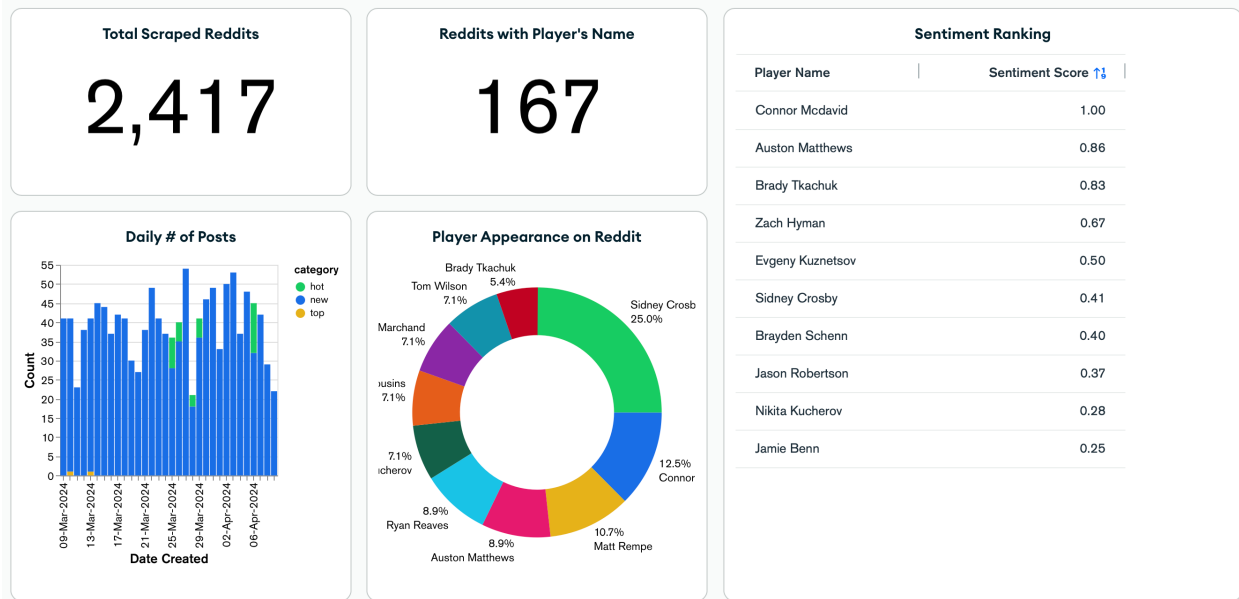 Total Scraped Reddits
2,417
Reddits with Player's Name
167
Sentiment Ranking
Player Name Sentiment Score
Connor Mcdavid 1.00
Auston Matthews 0.86
Brady Tkachuk 0.83
Zach Hyman 0.67
Evgeny Kuznetsov 0.50
Sidney Crosby 0.41
Brayden Schenn 0.40
Jason Robertson 0.37
Nikita Kucherov 0.28
Jamie Benn 0.25
Daily # of Posts
55
50
45
40
35
30
25
20
15
10
5
0
Count
09-Mar-2024
13-Mar-2024
17-Mar-2024
21-Mar-2024
25-Mar-2024
29-Mar-2024
02-Apr-2024
06-Apr-2024
Date Created
category
hot
new
top
Player Appearance on Reddit
Brady Tkachuk
5.4%
Tom Wilson
7.1%
Marchand
7.1%
usins
7.1%
7.1%
cherov
8.9%
Ryan Reaves
8.9%
Auston Matthews
10.7%
Matt Rempe
12.5%
Connor
Sidney Crosb
25.0%